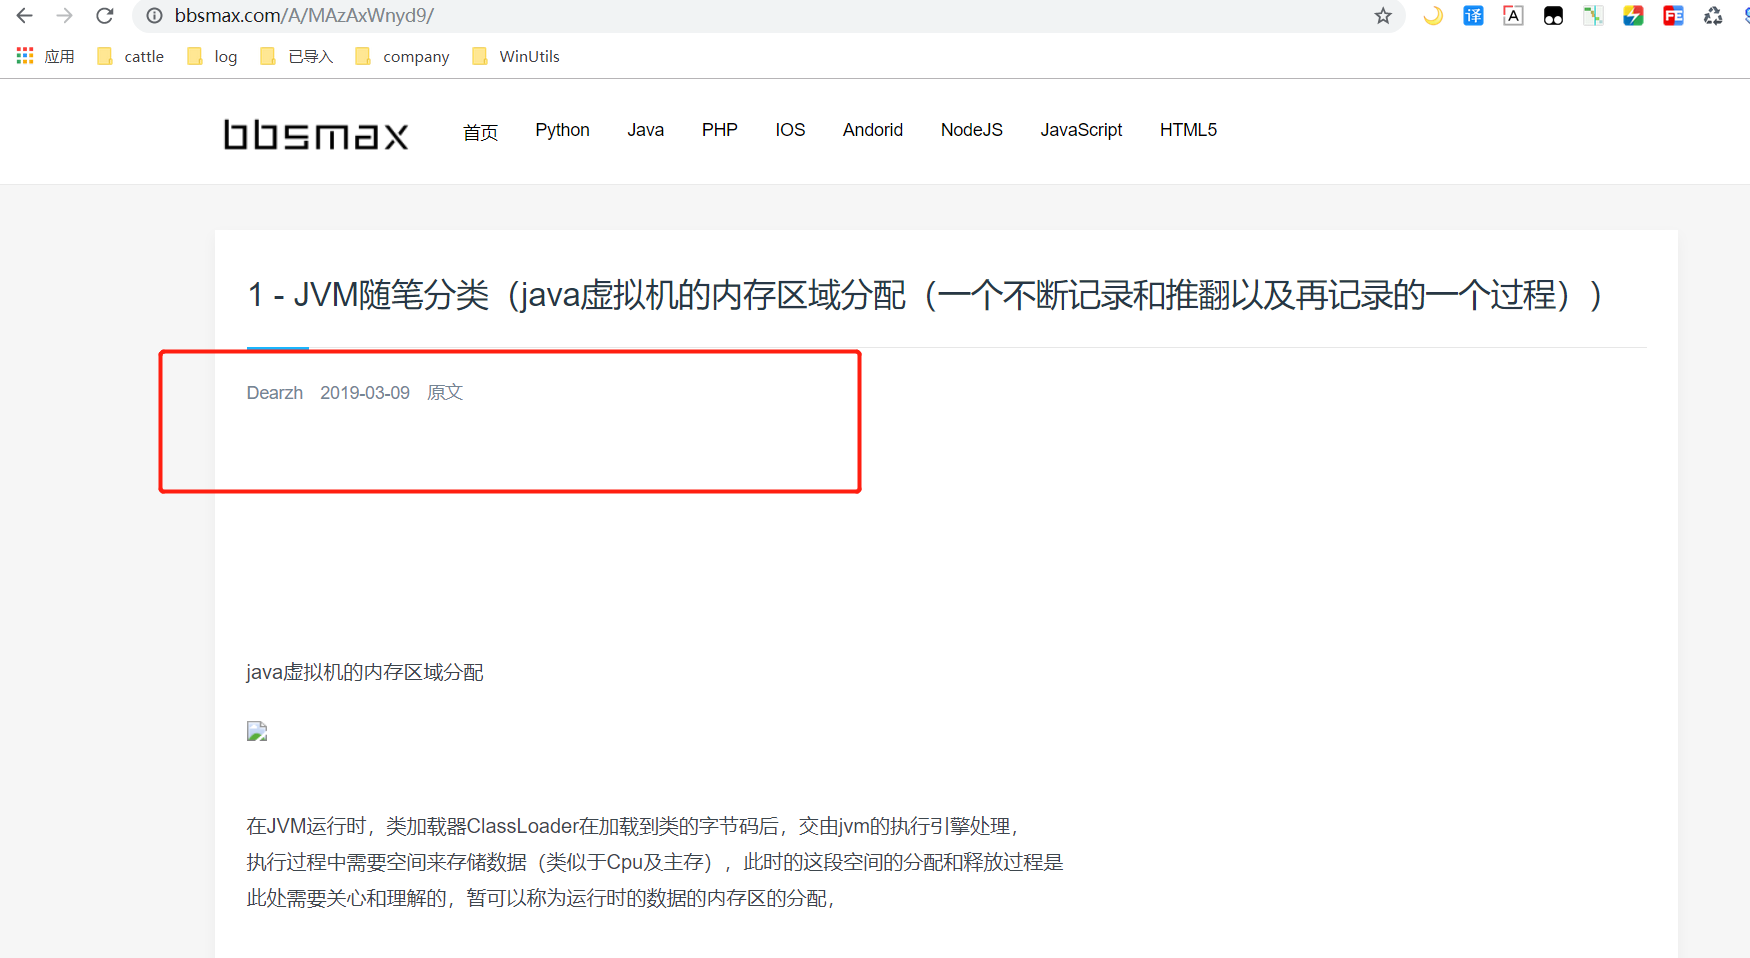 bbsmax.com/A/MAzAxWnyd9/
译 A FE
应用 cattle log 已导入 company WinUtils
bbsmax 首页 Python Java PHP IOS Andorid NodeJS JavaScript HTML5
1 - JVM随笔分类（java虚拟机的内存区域分配（一个不断记录和推翻以及再记录的一个过程））
Dearzh 2019-03-09 原文
java虚拟机的内存区域分配
在JVM运行时，类加载器ClassLoader在加载到类的字节码后，交由jvm的执行引擎处理，
执行过程中需要空间来存储数据（类似于Cpu及主存），此时的这段空间的分配和释放过程是
此处需要关心和理解的，暂可以称为运行时的数据的内存区的分配，